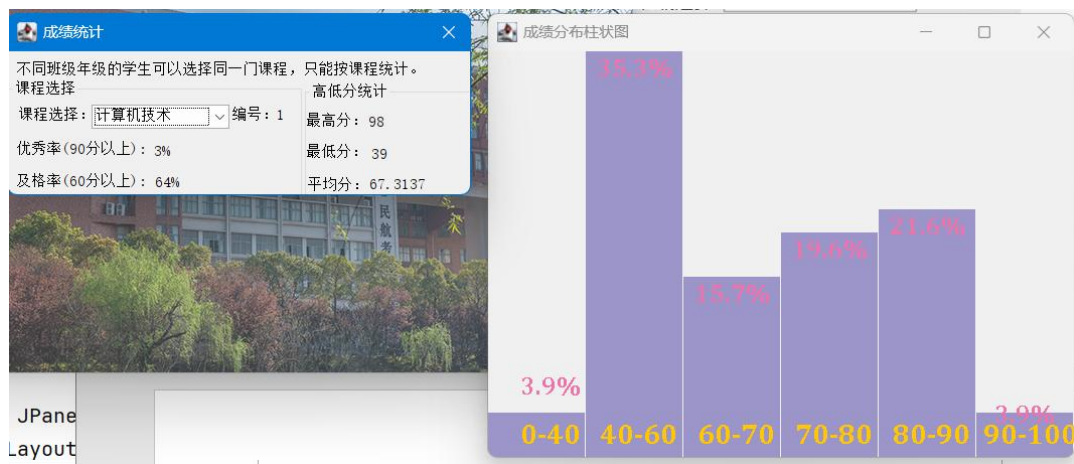 成绩统计
不同班级年级的学生可以选择同一门课程，只能按课程统计。
课程选择
课程选择：计算机技术 编号：1
优秀率(90分以上)：3%
及格率(60分以上)：64%
高低分统计
最高分：98
最低分：39
平均分：67.3137
民
航
JPane
Layout
成绩分布柱状图
35.3%
21.6%
19.6%
15.7%
3.9%
3.9%
0-40 40-60 60-70 70-80 80-90 90-100